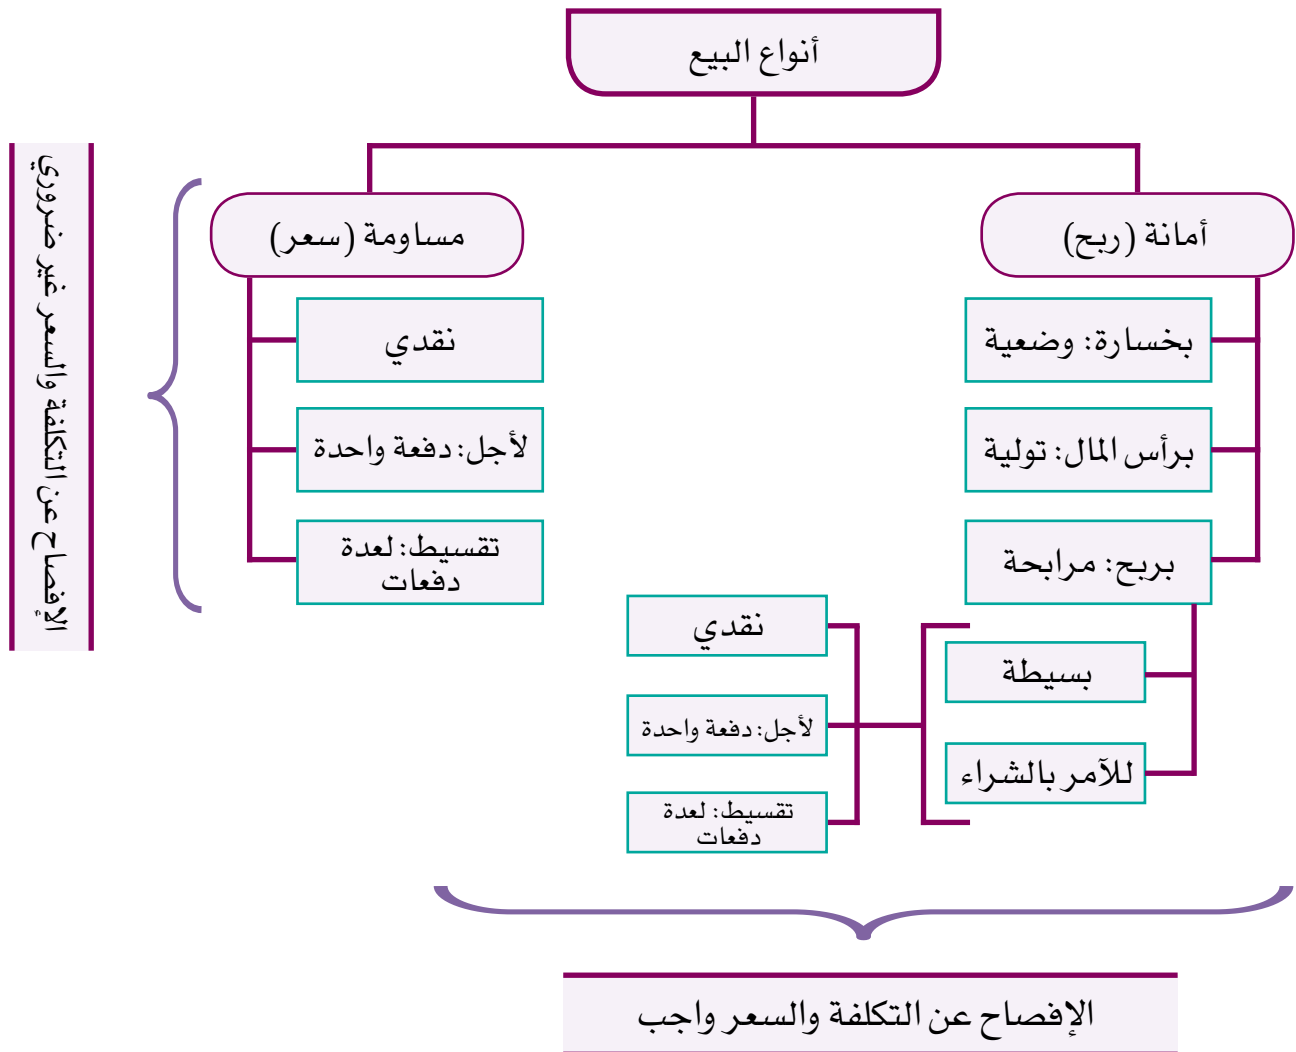 أنواع البيع
أمانة (ربح)
بخسارة: وضعية
برأس المال: تولية
بربح: مرابحة
بسيطة
للآمر بالشراء
نقدي
لأجل: دفعة واحدة
تقسيط: لعدة
دفعات
مساومة (سعر)
نقدي
لأجل: دفعة واحدة
تقسيط: لعدة
دفعات
الإفصاح عن التكلفة والسعر غير ضروري
الإفصاح عن التكلفة والسعر واجب